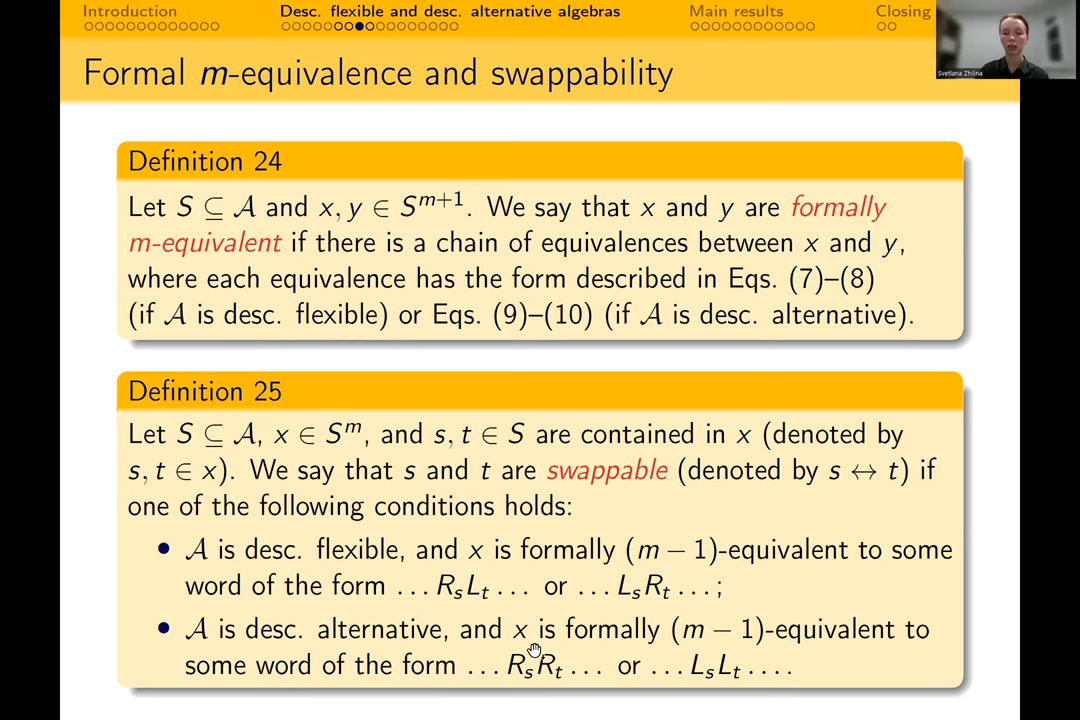 Introduction
Desc. flexible and desc. alternative algebras
Main results
Closing
Svetlana Zhilina
Formal m-equivalence and swappability
Definition 24
Let S ⊆ 𝒜 and x, y ∈ S^{m+1}. We say that x and y are formally
m-equivalent if there is a chain of equivalences between x and y,
where each equivalence has the form described in Eqs. (7)–(8)
(if 𝒜 is desc. flexible) or Eqs. (9)–(10) (if 𝒜 is desc. alternative).
Definition 25
Let S ⊆ 𝒜, x ∈ S^m, and s, t ∈ S are contained in x (denoted by
s, t ∈ x). We say that s and t are swappable (denoted by s ↔ t) if
one of the following conditions holds:
• 𝒜 is desc. flexible, and x is formally (m − 1)-equivalent to some
word of the form ... R_s L_t ... or ... L_s R_t ...;
• 𝒜 is desc. alternative, and x is formally (m − 1)-equivalent to
some word of the form ... R_s R_t ... or ... L_s L_t ....